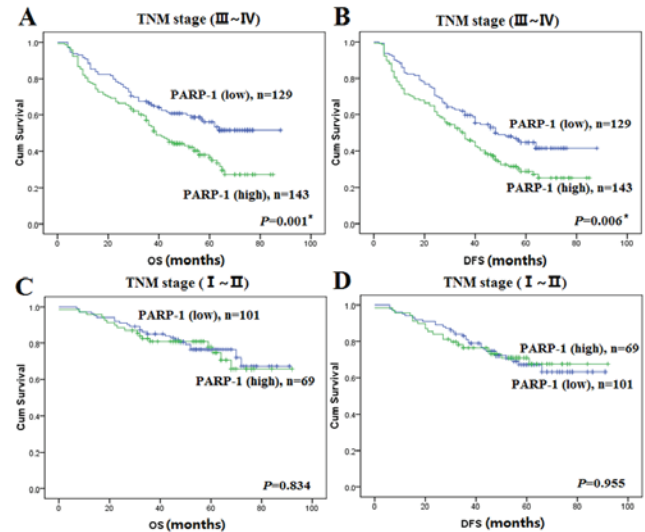 A
TNM stage (Ⅲ~Ⅳ)
Cum Survival
1.0
0.8
0.6
0.4
0.2
0.0
PARP-1 (low), n=129
PARP-1 (high), n=143
P=0.001*
0 20 40 60 80 100
OS (months)
B
TNM stage (Ⅲ~Ⅳ)
Cum Survival
1.0
0.8
0.6
0.4
0.2
0.0
PARP-1 (low), n=129
PARP-1 (high), n=143
P=0.006*
0 20 40 60 80 100
DFS (months)
C
TNM stage (Ⅰ~Ⅱ)
Cum Survival
1.0
0.8
0.6
0.4
0.2
0.0
PARP-1 (low), n=101
PARP-1 (high), n=69
P=0.834
0 20 40 60 80 100
OS (months)
D
TNM stage (Ⅰ~Ⅱ)
Cum Survival
1.0
0.8
0.6
0.4
0.2
0.0
PARP-1 (high), n=69
PARP-1 (low), n=101
P=0.955
0 20 40 60 80 100
DFS (months)